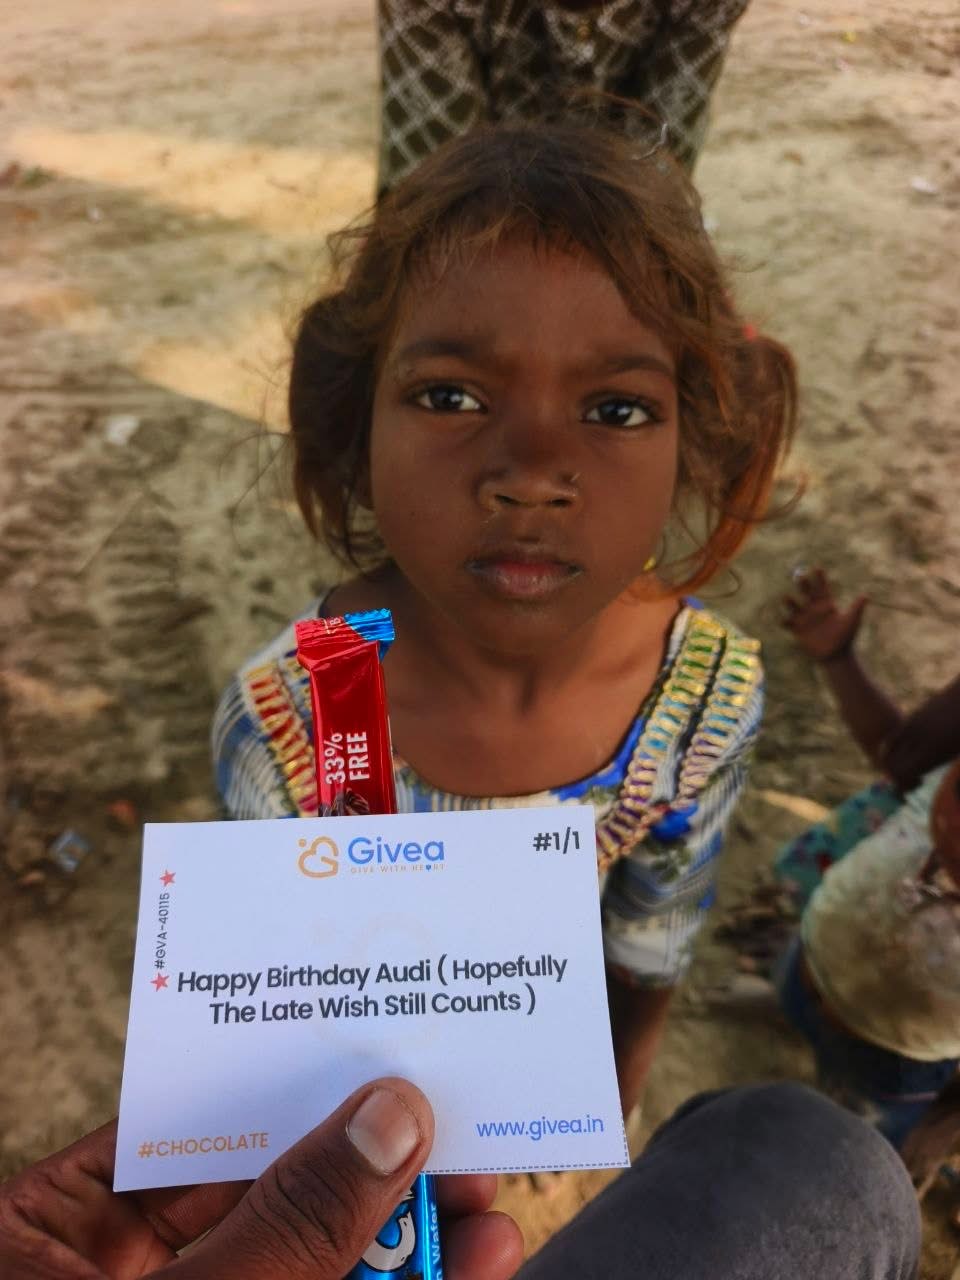 33%
FREE
Givea
GIVE WITH HEART
#1/1
#GVA-40115
Happy Birthday Audi ( Hopefully
The Late Wish Still Counts )
#CHOCOLATE
www.givea.in
Wafer